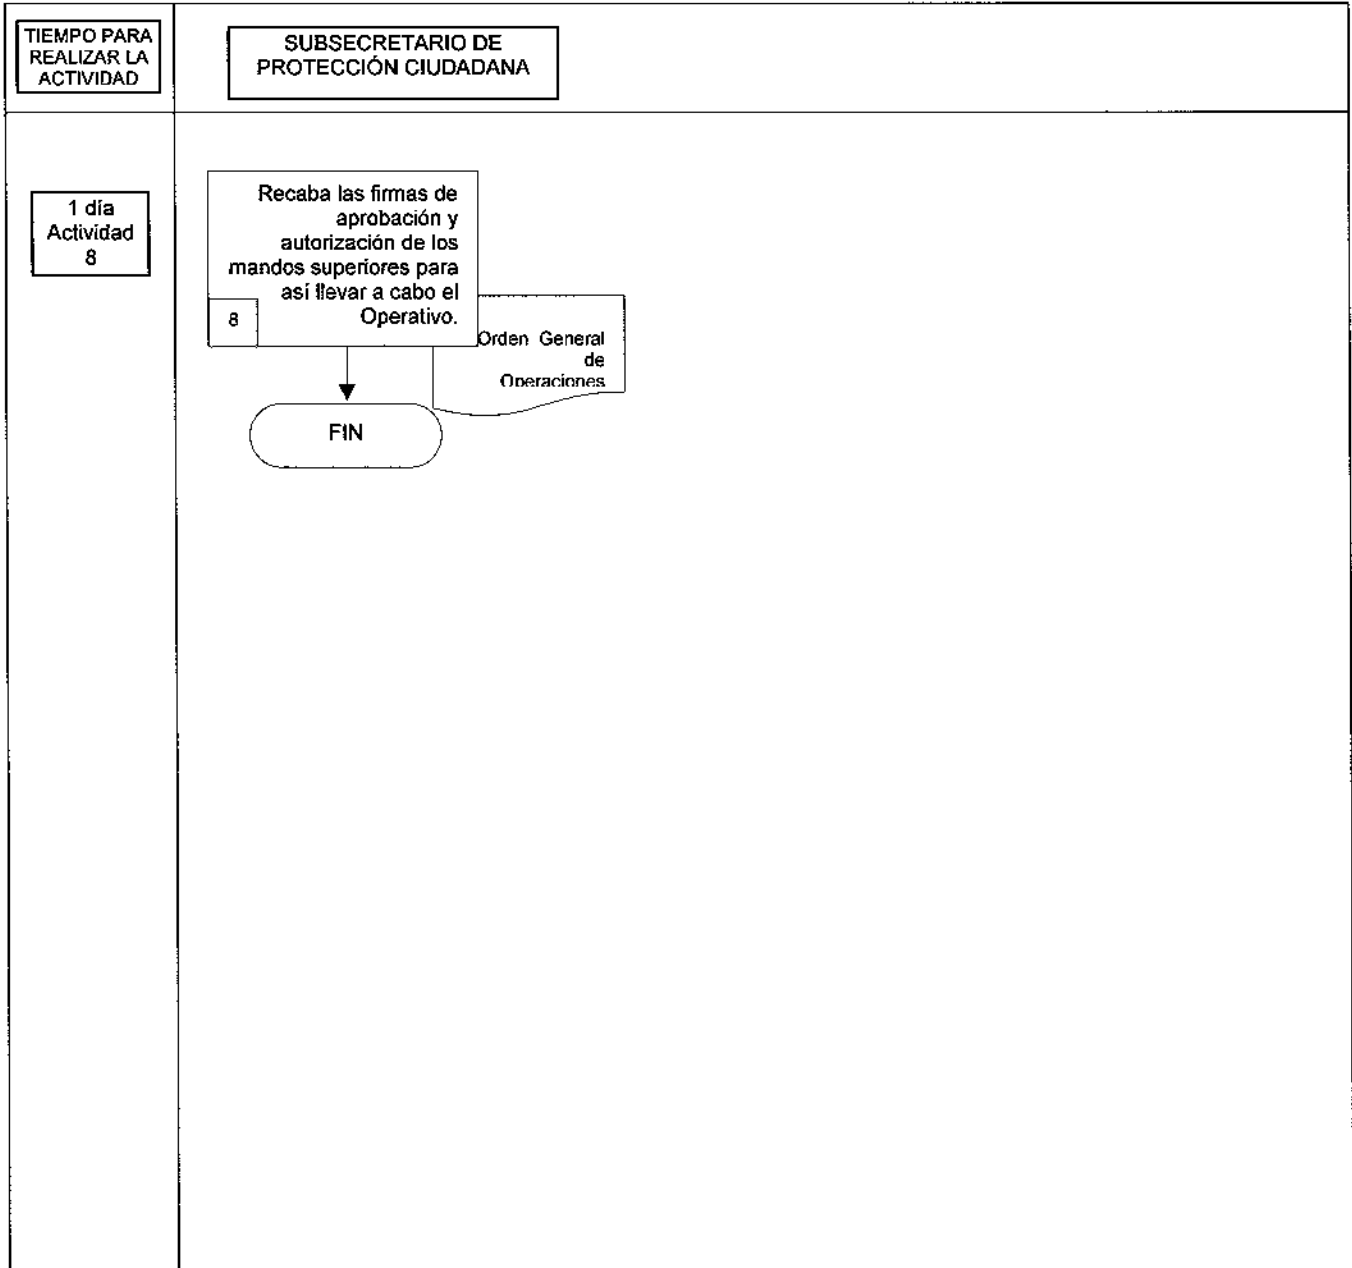 TIEMPO PARA
REALIZAR LA
ACTIVIDAD
SUBSECRETARIO DE
PROTECCIÓN CIUDADANA
1 día
Actividad
8
Recaba las firmas de
aprobación y
autorización de los
mandos superiores para
así llevar a cabo el
Operativo.
8
Orden General
de
Operaciones
FIN